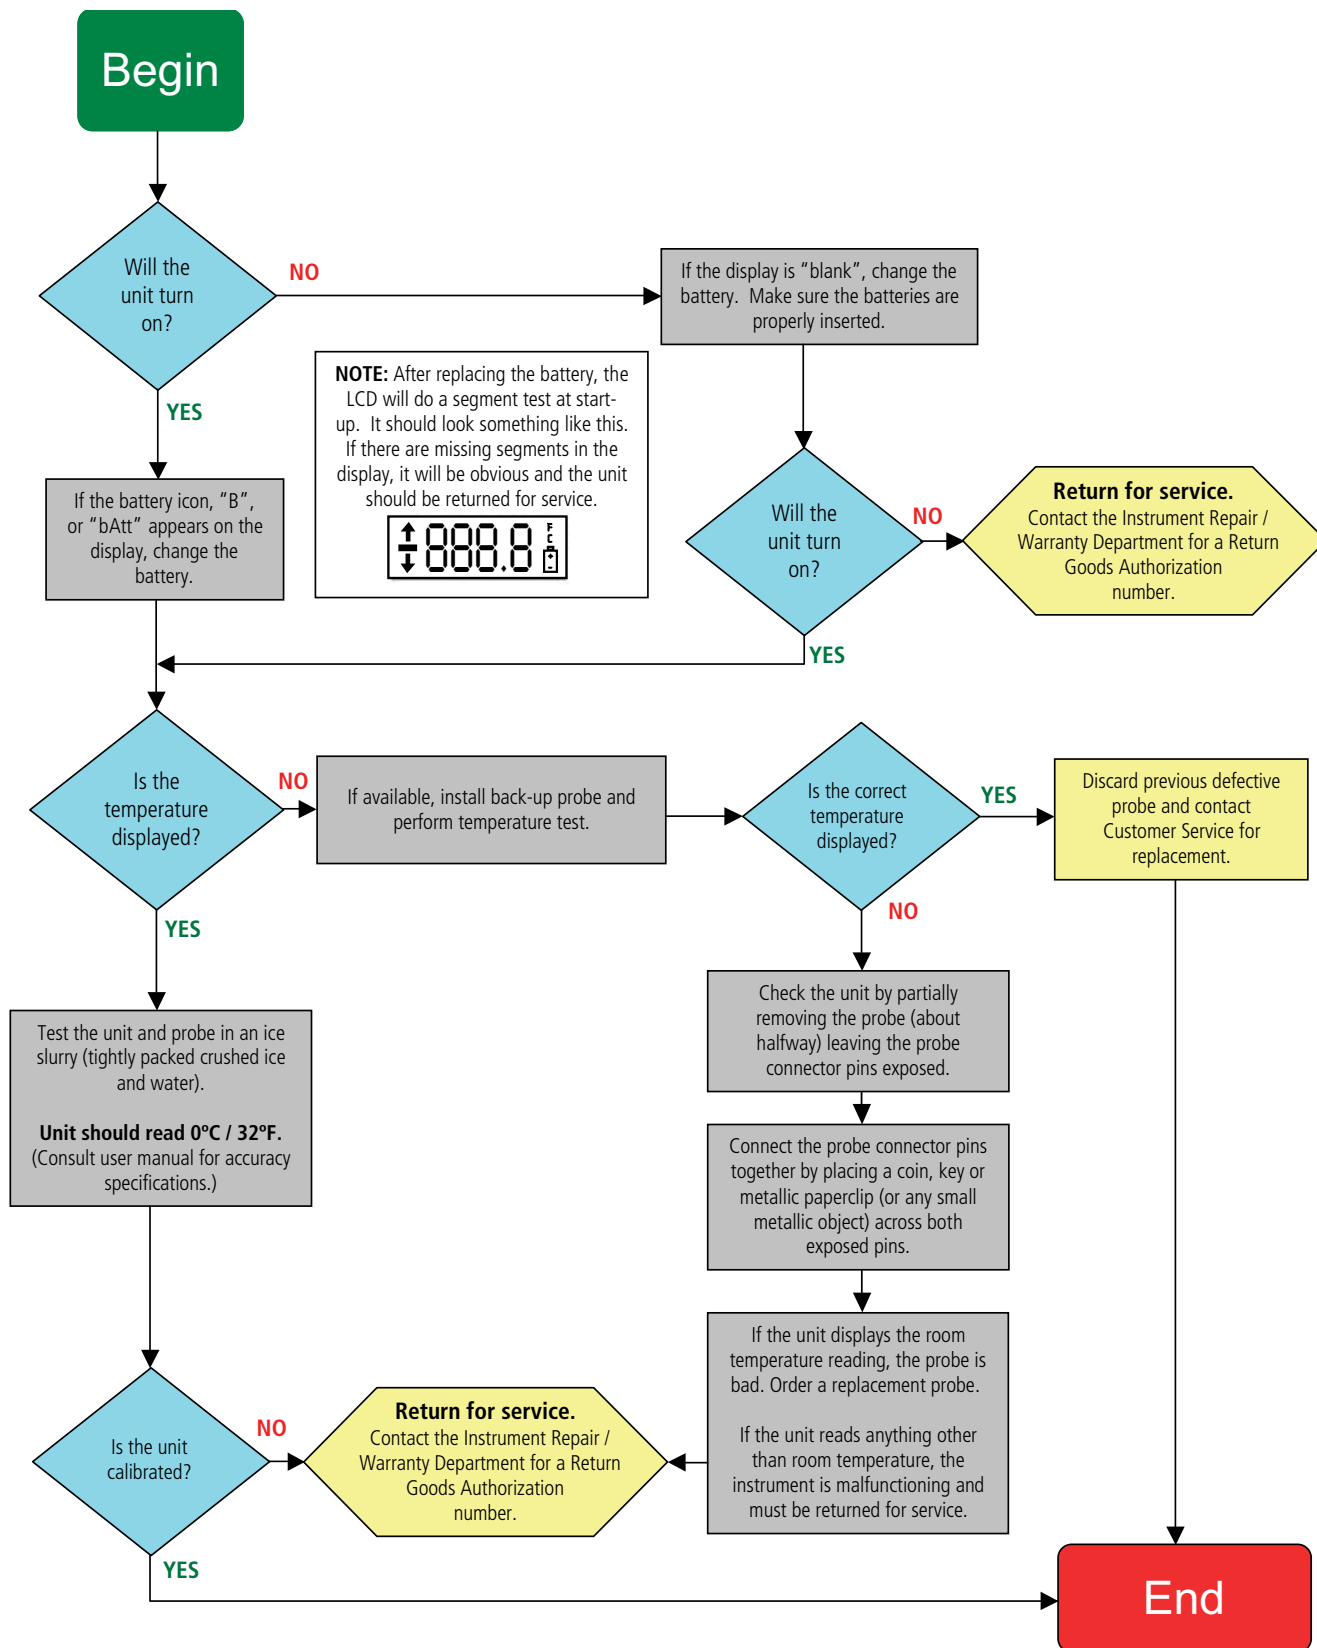 Begin
Will the
unit turn
on?
NO
If the display is “blank”, change the
battery.  Make sure the batteries are
properly inserted.
YES
NOTE: After replacing the battery, the
LCD will do a segment test at start-
up.  It should look something like this.
If there are missing segments in the
display, it will be obvious and the unit
should be returned for service.
888.8 F
C
If the battery icon, “B”,
or “bAtt” appears on the
display, change the
battery.
Will the
unit turn
on?
NO
Return for service.
Contact the Instrument Repair /
Warranty Department for a Return
Goods Authorization
number.
YES
Is the
temperature
displayed?
NO
If available, install back-up probe and
perform temperature test.
Is the correct
temperature
displayed?
YES
Discard previous defective
probe and contact
Customer Service for
replacement.
YES
NO
Test the unit and probe in an ice
slurry (tightly packed crushed ice
and water).
Unit should read 0ºC / 32ºF.
(Consult user manual for accuracy
specifications.)
Check the unit by partially
removing the probe (about
halfway) leaving the probe
connector pins exposed.
Connect the probe connector pins
together by placing a coin, key or
metallic paperclip (or any small
metallic object) across both
exposed pins.
If the unit displays the room
temperature reading, the probe is
bad. Order a replacement probe.
If the unit reads anything other
than room temperature, the
instrument is malfunctioning and
must be returned for service.
Is the unit
calibrated?
NO
Return for service.
Contact the Instrument Repair /
Warranty Department for a Return
Goods Authorization
number.
YES
End